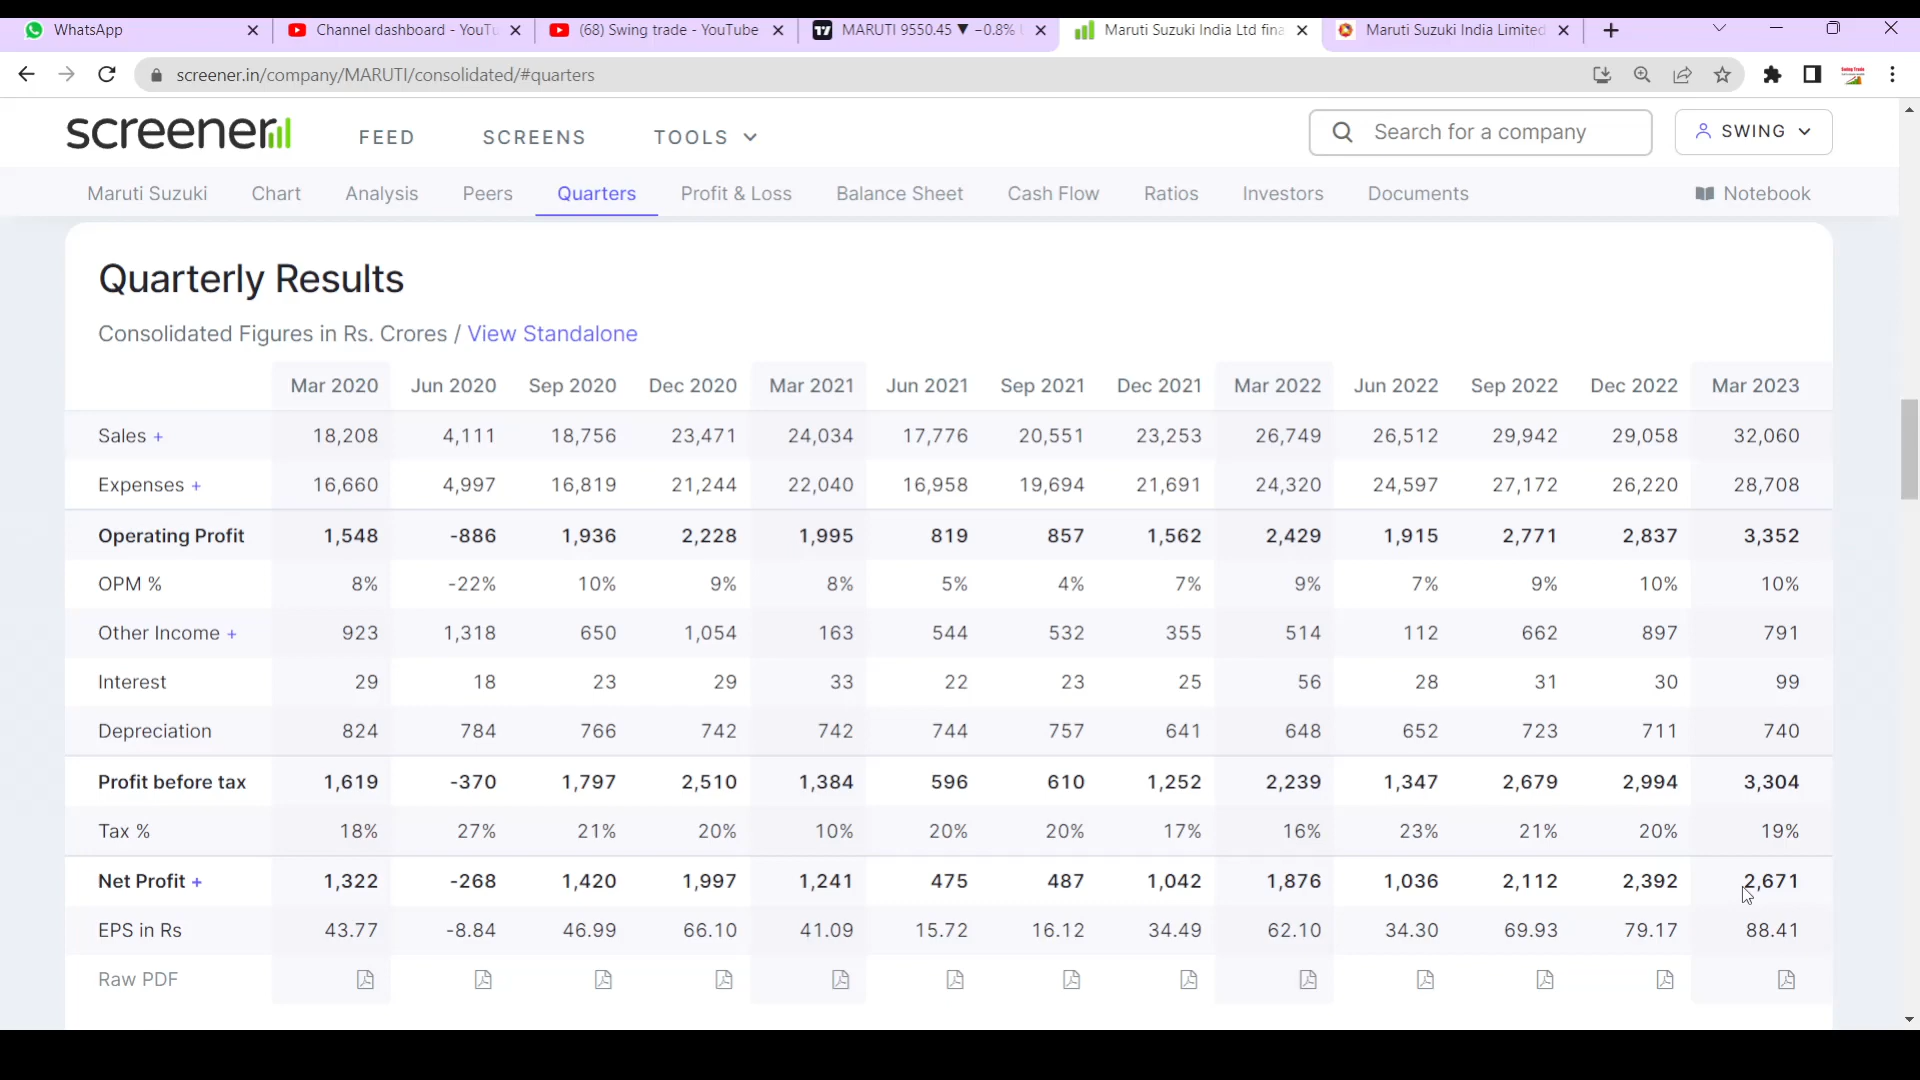 WhatsApp Channel dashboard - YouTu (68) Swing trade - YouTube MARUTI 9550.45 ▼ −0.8% Maruti Suzuki India Ltd fina Maruti Suzuki India Limited
screener.in/company/MARUTI/consolidated/#quarters
screener FEED SCREENS TOOLS Search for a company SWING
Maruti Suzuki Chart Analysis Peers Quarters Profit & Loss Balance Sheet Cash Flow Ratios Investors Documents Notebook
Quarterly Results
Consolidated Figures in Rs. Crores / View Standalone
Mar 2020 Jun 2020 Sep 2020 Dec 2020 Mar 2021 Jun 2021 Sep 2021 Dec 2021 Mar 2022 Jun 2022 Sep 2022 Dec 2022 Mar 2023
Sales + 18,208 4,111 18,756 23,471 24,034 17,776 20,551 23,253 26,749 26,512 29,942 29,058 32,060
Expenses + 16,660 4,997 16,819 21,244 22,040 16,958 19,694 21,691 24,320 24,597 27,172 26,220 28,708
Operating Profit 1,548 -886 1,936 2,228 1,995 819 857 1,562 2,429 1,915 2,771 2,837 3,352
OPM % 8% -22% 10% 9% 8% 5% 4% 7% 9% 7% 9% 10% 10%
Other Income + 923 1,318 650 1,054 163 544 532 355 514 112 662 897 791
Interest 29 18 23 29 33 22 23 25 56 28 31 30 99
Depreciation 824 784 766 742 742 744 757 641 648 652 723 711 740
Profit before tax 1,619 -370 1,797 2,510 1,384 596 610 1,252 2,239 1,347 2,679 2,994 3,304
Tax % 18% 27% 21% 20% 10% 20% 20% 17% 16% 23% 21% 20% 19%
Net Profit + 1,322 -268 1,420 1,997 1,241 475 487 1,042 1,876 1,036 2,112 2,392 2,671
EPS in Rs 43.77 -8.84 46.99 66.10 41.09 15.72 16.12 34.49 62.10 34.30 69.93 79.17 88.41
Raw PDF